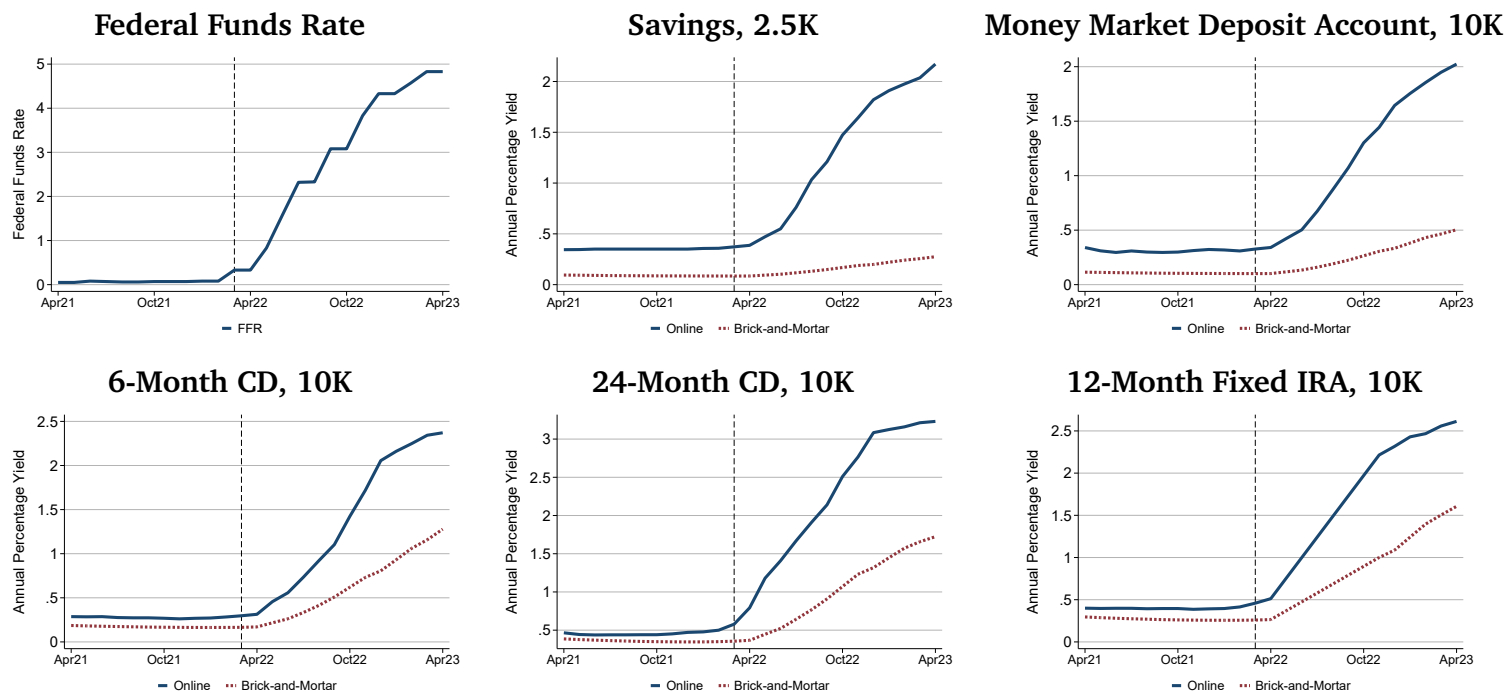 Federal Funds Rate
Federal Funds Rate
5
4
3
2
1
0
Apr21 Oct21 Apr22 Oct22 Apr23
FFR
Savings, 2.5K
Annual Percentage Yield
2
1.5
1
.5
0
Apr21 Oct21 Apr22 Oct22 Apr23
Online Brick-and-Mortar
Money Market Deposit Account, 10K
Annual Percentage Yield
2
1.5
1
.5
0
Apr21 Oct21 Apr22 Oct22 Apr23
Online Brick-and-Mortar
6-Month CD, 10K
Annual Percentage Yield
2.5
2
1.5
1
.5
0
Apr21 Oct21 Apr22 Oct22 Apr23
Online Brick-and-Mortar
24-Month CD, 10K
Annual Percentage Yield
3
2.5
2
1.5
1
.5
Apr21 Oct21 Apr22 Oct22 Apr23
Online Brick-and-Mortar
12-Month Fixed IRA, 10K
Annual Percentage Yield
2.5
2
1.5
1
.5
0
Apr21 Oct21 Apr22 Oct22 Apr23
Online Brick-and-Mortar